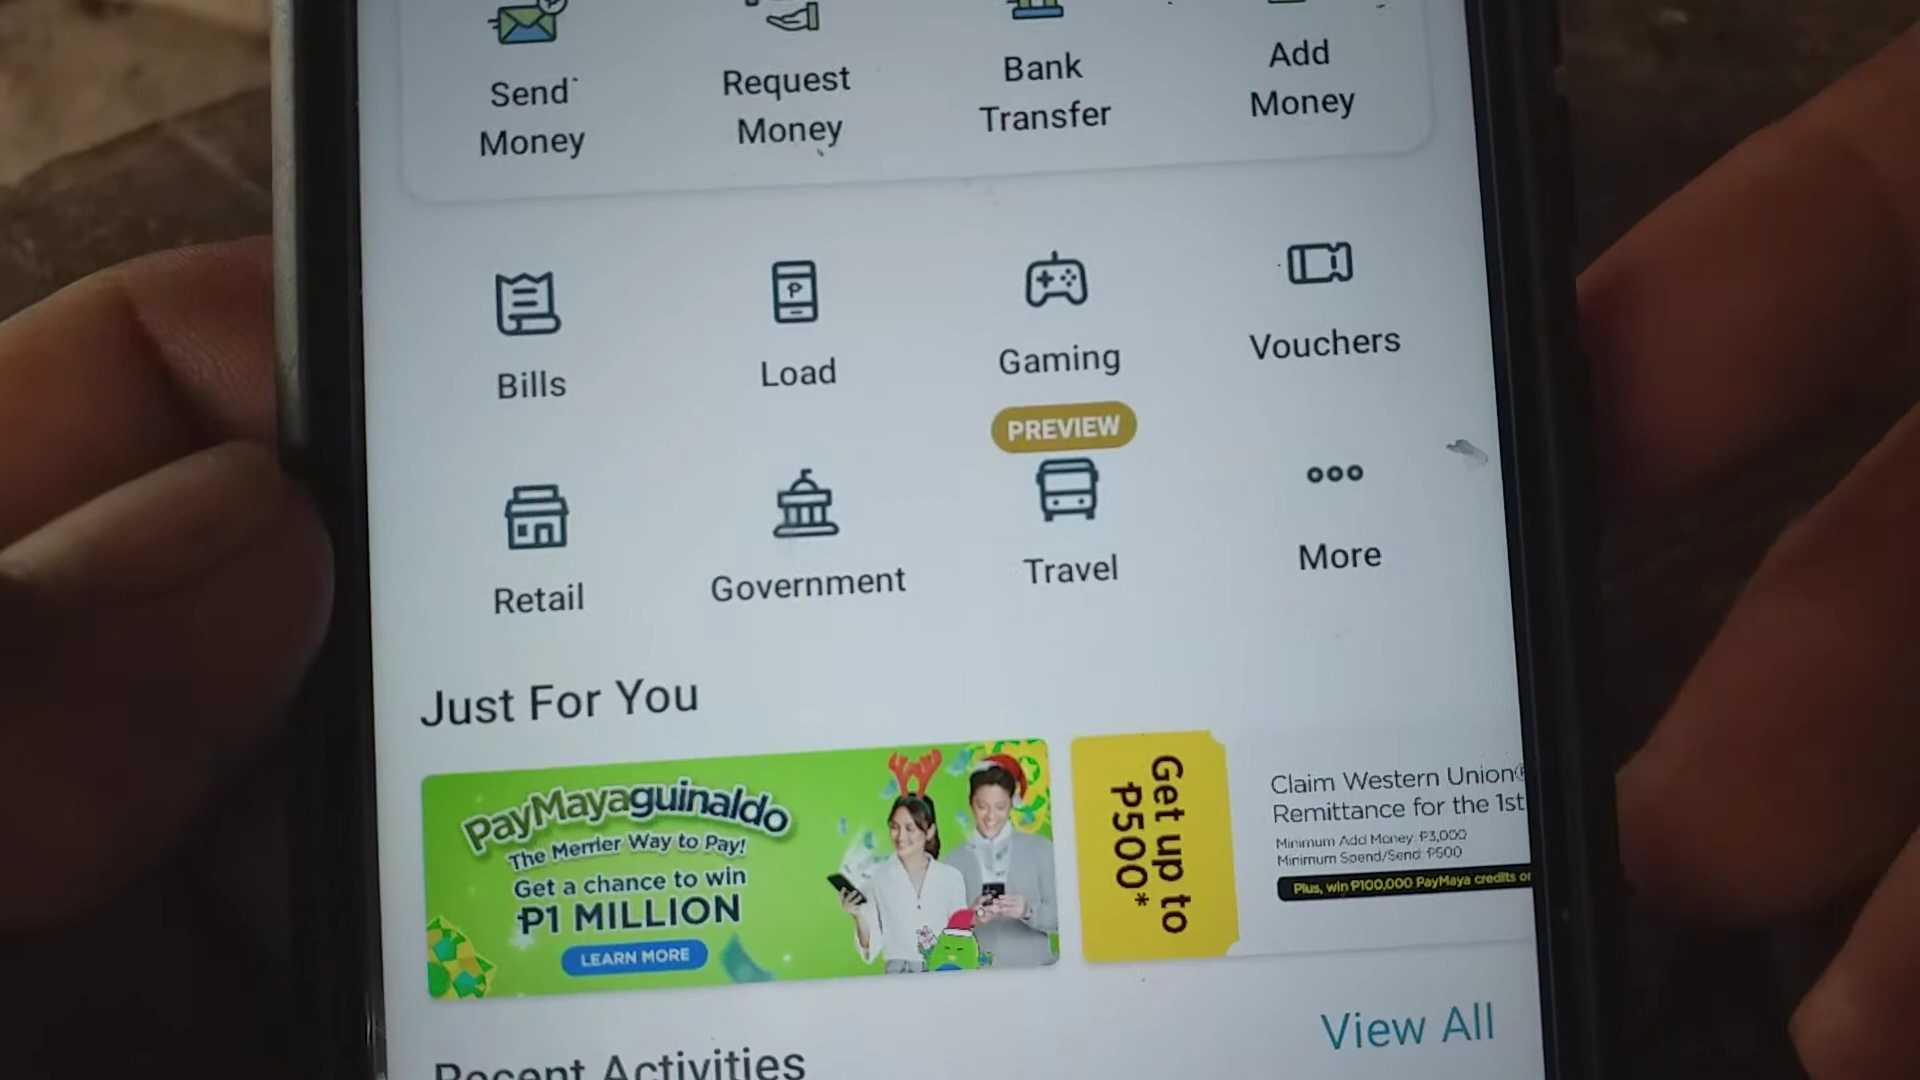 Send
Money
Request
Money
Bank
Transfer
Add
Money
Bills
Load
Gaming
Vouchers
PREVIEW
Retail
Government
Travel
More
Just For You
PayMayaguinaldo
The Merrier Way to Pay!
Get a chance to win
₱1 MILLION
LEARN MORE
Get up to
₱500*
Claim Western Union®
Remittance for the 1st
Minimum Add Money: ₱3,000
Minimum Spend/Send: ₱500
Plus, win ₱100,000 PayMaya credits
View All
Recent Activities